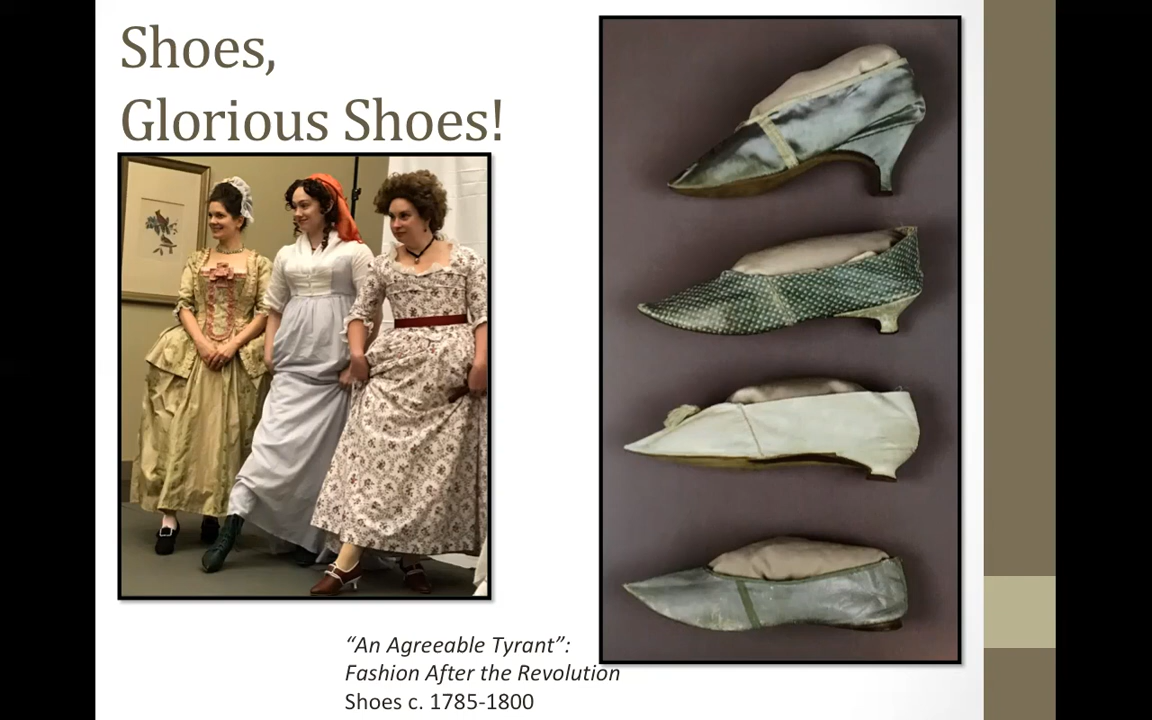 Shoes,
Glorious Shoes!
“An Agreeable Tyrant”:
Fashion After the Revolution
Shoes c. 1785-1800